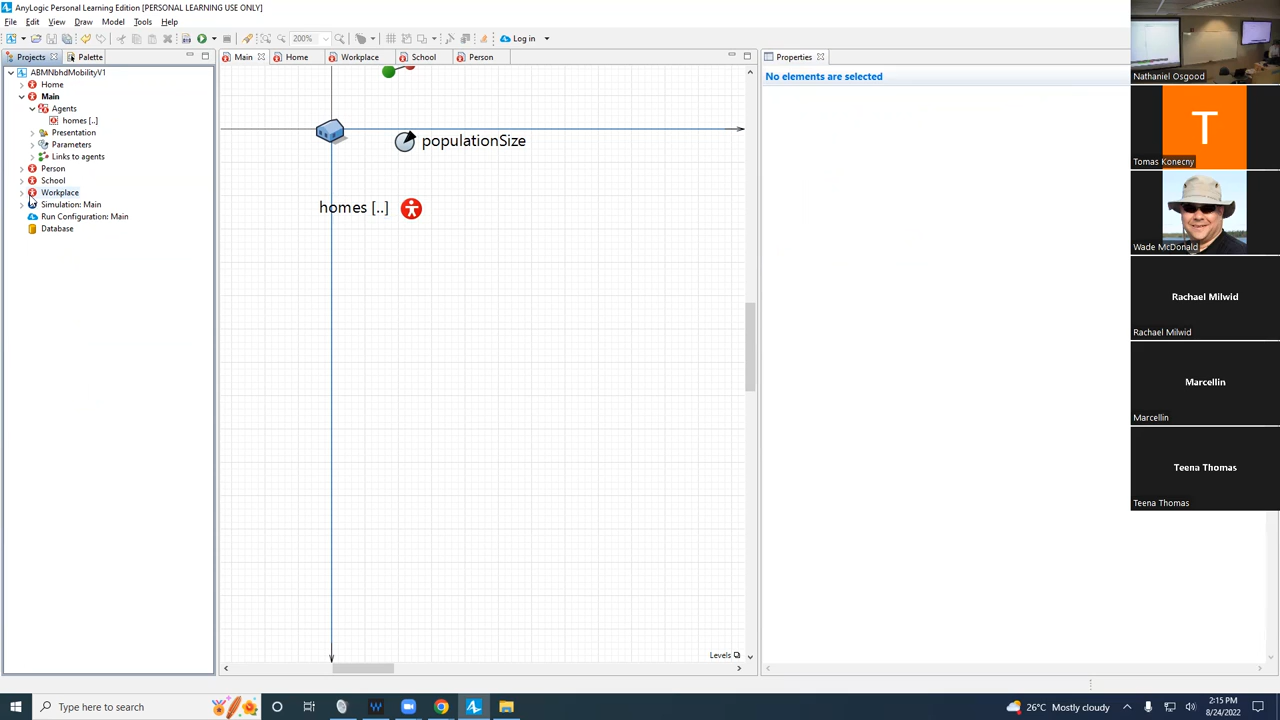 AnyLogic Personal Learning Edition [PERSONAL LEARNING USE ONLY]
File Edit View Draw Model Tools Help
200% Log in
Projects Palette
Main Home Workplace School Person
Properties
No elements are selected
ABMNbhdMobilityV1
Home
Main
Agents
homes [..]
Presentation
Parameters
Links to agents
Person
School
Workplace
Simulation: Main
Run Configuration: Main
Database
populationSize
homes [..]
Levels
Nathaniel Osgood
T
Tomas Konecny
Wade McDonald
Rachael Milwid
Rachael Milwid
Marcellin
Marcellin
Teena Thomas
Teena Thomas
Type here to search
26°C Mostly cloudy
2:15 PM
8/24/2022